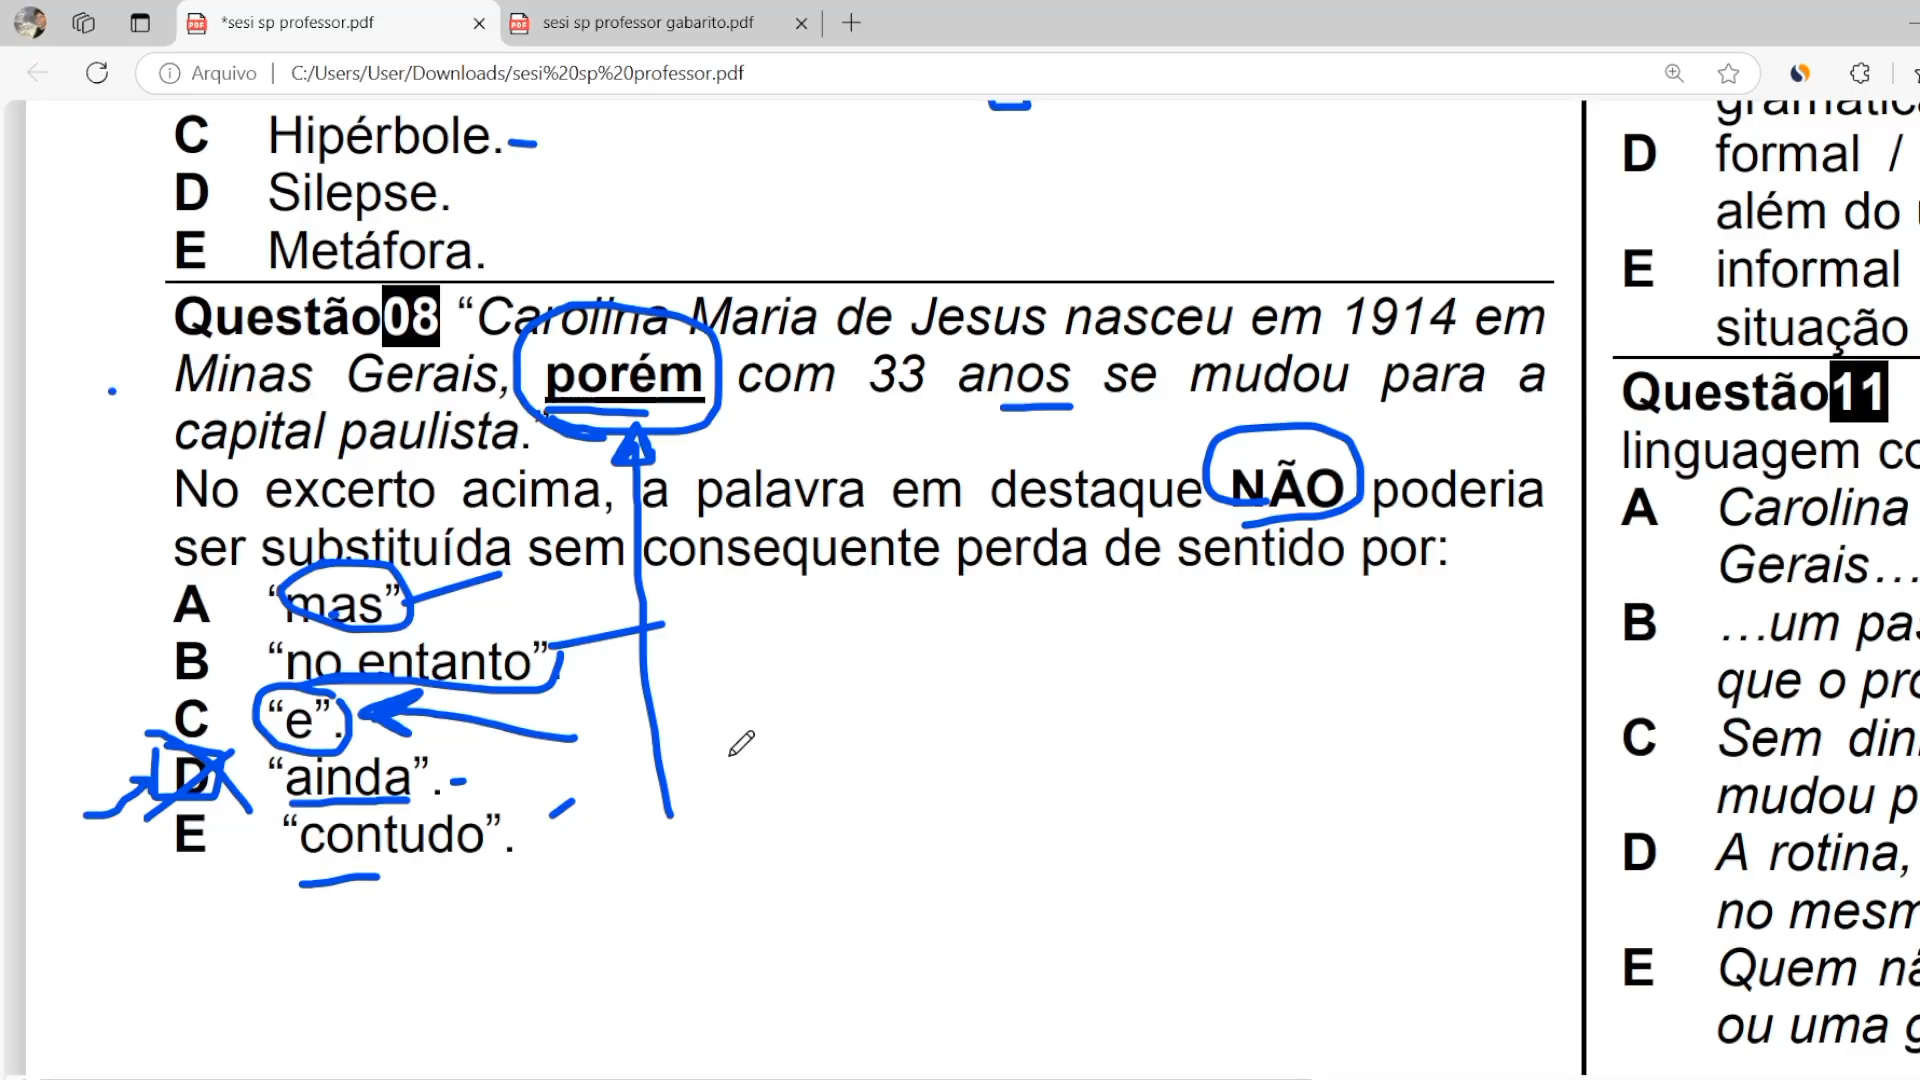 *sesi sp professor.pdf
sesi sp professor gabarito.pdf
Arquivo
C:/Users/User/Downloads/sesi%20sp%20professor.pdf
C Hipérbole.
D Silepse.
E Metáfora.
Questão08 “Carolina Maria de Jesus nasceu em 1914 em
Minas Gerais, porém com 33 anos se mudou para a
capital paulista.”
No excerto acima, a palavra em destaque NÃO poderia
ser substituída sem consequente perda de sentido por:
A “mas”
B “no entanto”.
C “e”.
D “ainda”.
E “contudo”.
D formal /
além do
E informal
situação
Questão11
linguagem
A Carolina
Gerais…
B …um
que o
C Sem
mudou p
D A rotina,
no
E Quem
ou uma